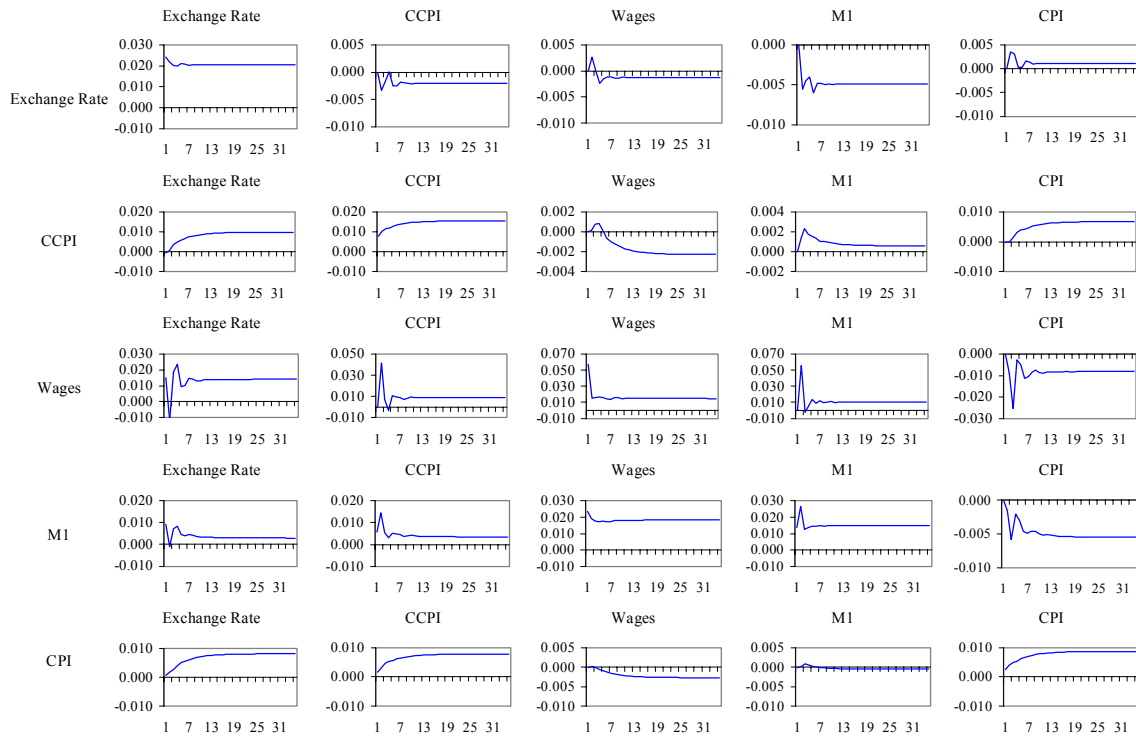 Exchange Rate CCPI Wages M1 CPI
Exchange Rate
0.030 0.020 0.010 0.000 -0.010
0.005 0.000 -0.005 -0.010
0.005 0.000 -0.005 -0.010
0.000 -0.005 -0.010
0.005 0.000 -0.005 -0.010
1 7 13 19 25 31
1 7 13 19 25 31
1 7 13 19 25 31
1 7 13 19 25 31
1 7 13 19 25 31
Exchange Rate CCPI Wages M1 CPI
CCPI
0.020 0.010 0.000 -0.010
0.020 0.010 0.000 -0.010
0.002 0.000 -0.002 -0.004
0.004 0.002 0.000 -0.002
0.010 0.000 -0.010
1 7 13 19 25 31
1 7 13 19 25 31
1 7 13 19 25 31
1 7 13 19 25 31
1 7 13 19 25 31
Exchange Rate CCPI Wages M1 CPI
Wages
0.030 0.020 0.010 0.000 -0.010
0.050 0.030 0.010 -0.010
0.070 0.050 0.030 0.010 -0.010
0.070 0.050 0.030 0.010 -0.010
0.000 -0.010 -0.020 -0.030
1 7 13 19 25 31
1 7 13 19 25 31
1 7 13 19 25 31
1 7 13 19 25 31
1 7 13 19 25 31
Exchange Rate CCPI Wages M1 CPI
M1
0.020 0.010 0.000 -0.010
0.020 0.010 0.000 -0.010
0.030 0.020 0.010 0.000 -0.010
0.030 0.020 0.010 0.000 -0.010
0.000 -0.005 -0.010
1 7 13 19 25 31
1 7 13 19 25 31
1 7 13 19 25 31
1 7 13 19 25 31
1 7 13 19 25 31
Exchange Rate CCPI Wages M1 CPI
CPI
0.010 0.000 -0.010
0.010 0.000 -0.010
0.005 0.000 -0.005 -0.010
0.005 0.000 -0.005 -0.010
0.010 0.000 -0.010
1 7 13 19 25 31
1 7 13 19 25 31
1 7 13 19 25 31
1 7 13 19 25 31
1 7 13 19 25 31